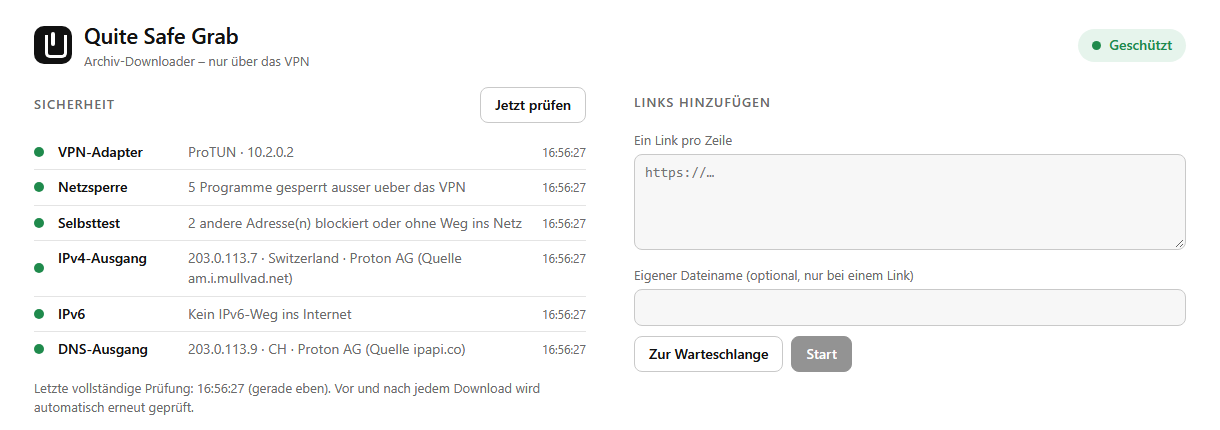 Quite Safe Grab
Archiv-Downloader – nur über das VPN
Geschützt
SICHERHEIT
Jetzt prüfen
VPN-Adapter ProTUN · 10.2.0.2 16:56:27
Netzsperre 5 Programme gesperrt ausser ueber das VPN 16:56:27
Selbsttest 2 andere Adresse(n) blockiert oder ohne Weg ins Netz 16:56:27
IPv4-Ausgang 203.0.113.7 · Switzerland · Proton AG (Quelle 16:56:27
am.i.mullvad.net)
IPv6 Kein IPv6-Weg ins Internet 16:56:27
DNS-Ausgang 203.0.113.9 · CH · Proton AG (Quelle ipapi.co) 16:56:27
Letzte vollständige Prüfung: 16:56:27 (gerade eben). Vor und nach jedem Download wird
automatisch erneut geprüft.
LINKS HINZUFÜGEN
Ein Link pro Zeile
https://…
Eigener Dateiname (optional, nur bei einem Link)
Zur Warteschlange
Start